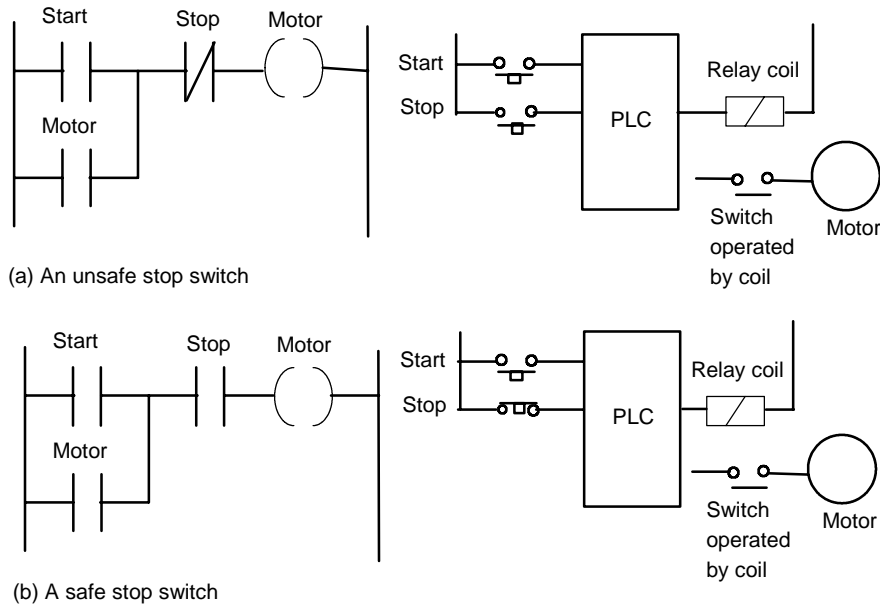 Start
Stop
Motor
Motor
(a) An unsafe stop switch
Start
Stop
PLC
Relay coil
Switch
operated
by coil
Motor
Start
Stop
Motor
Motor
(b) A safe stop switch
Start
Stop
PLC
Relay coil
Switch
operated
by coil
Motor